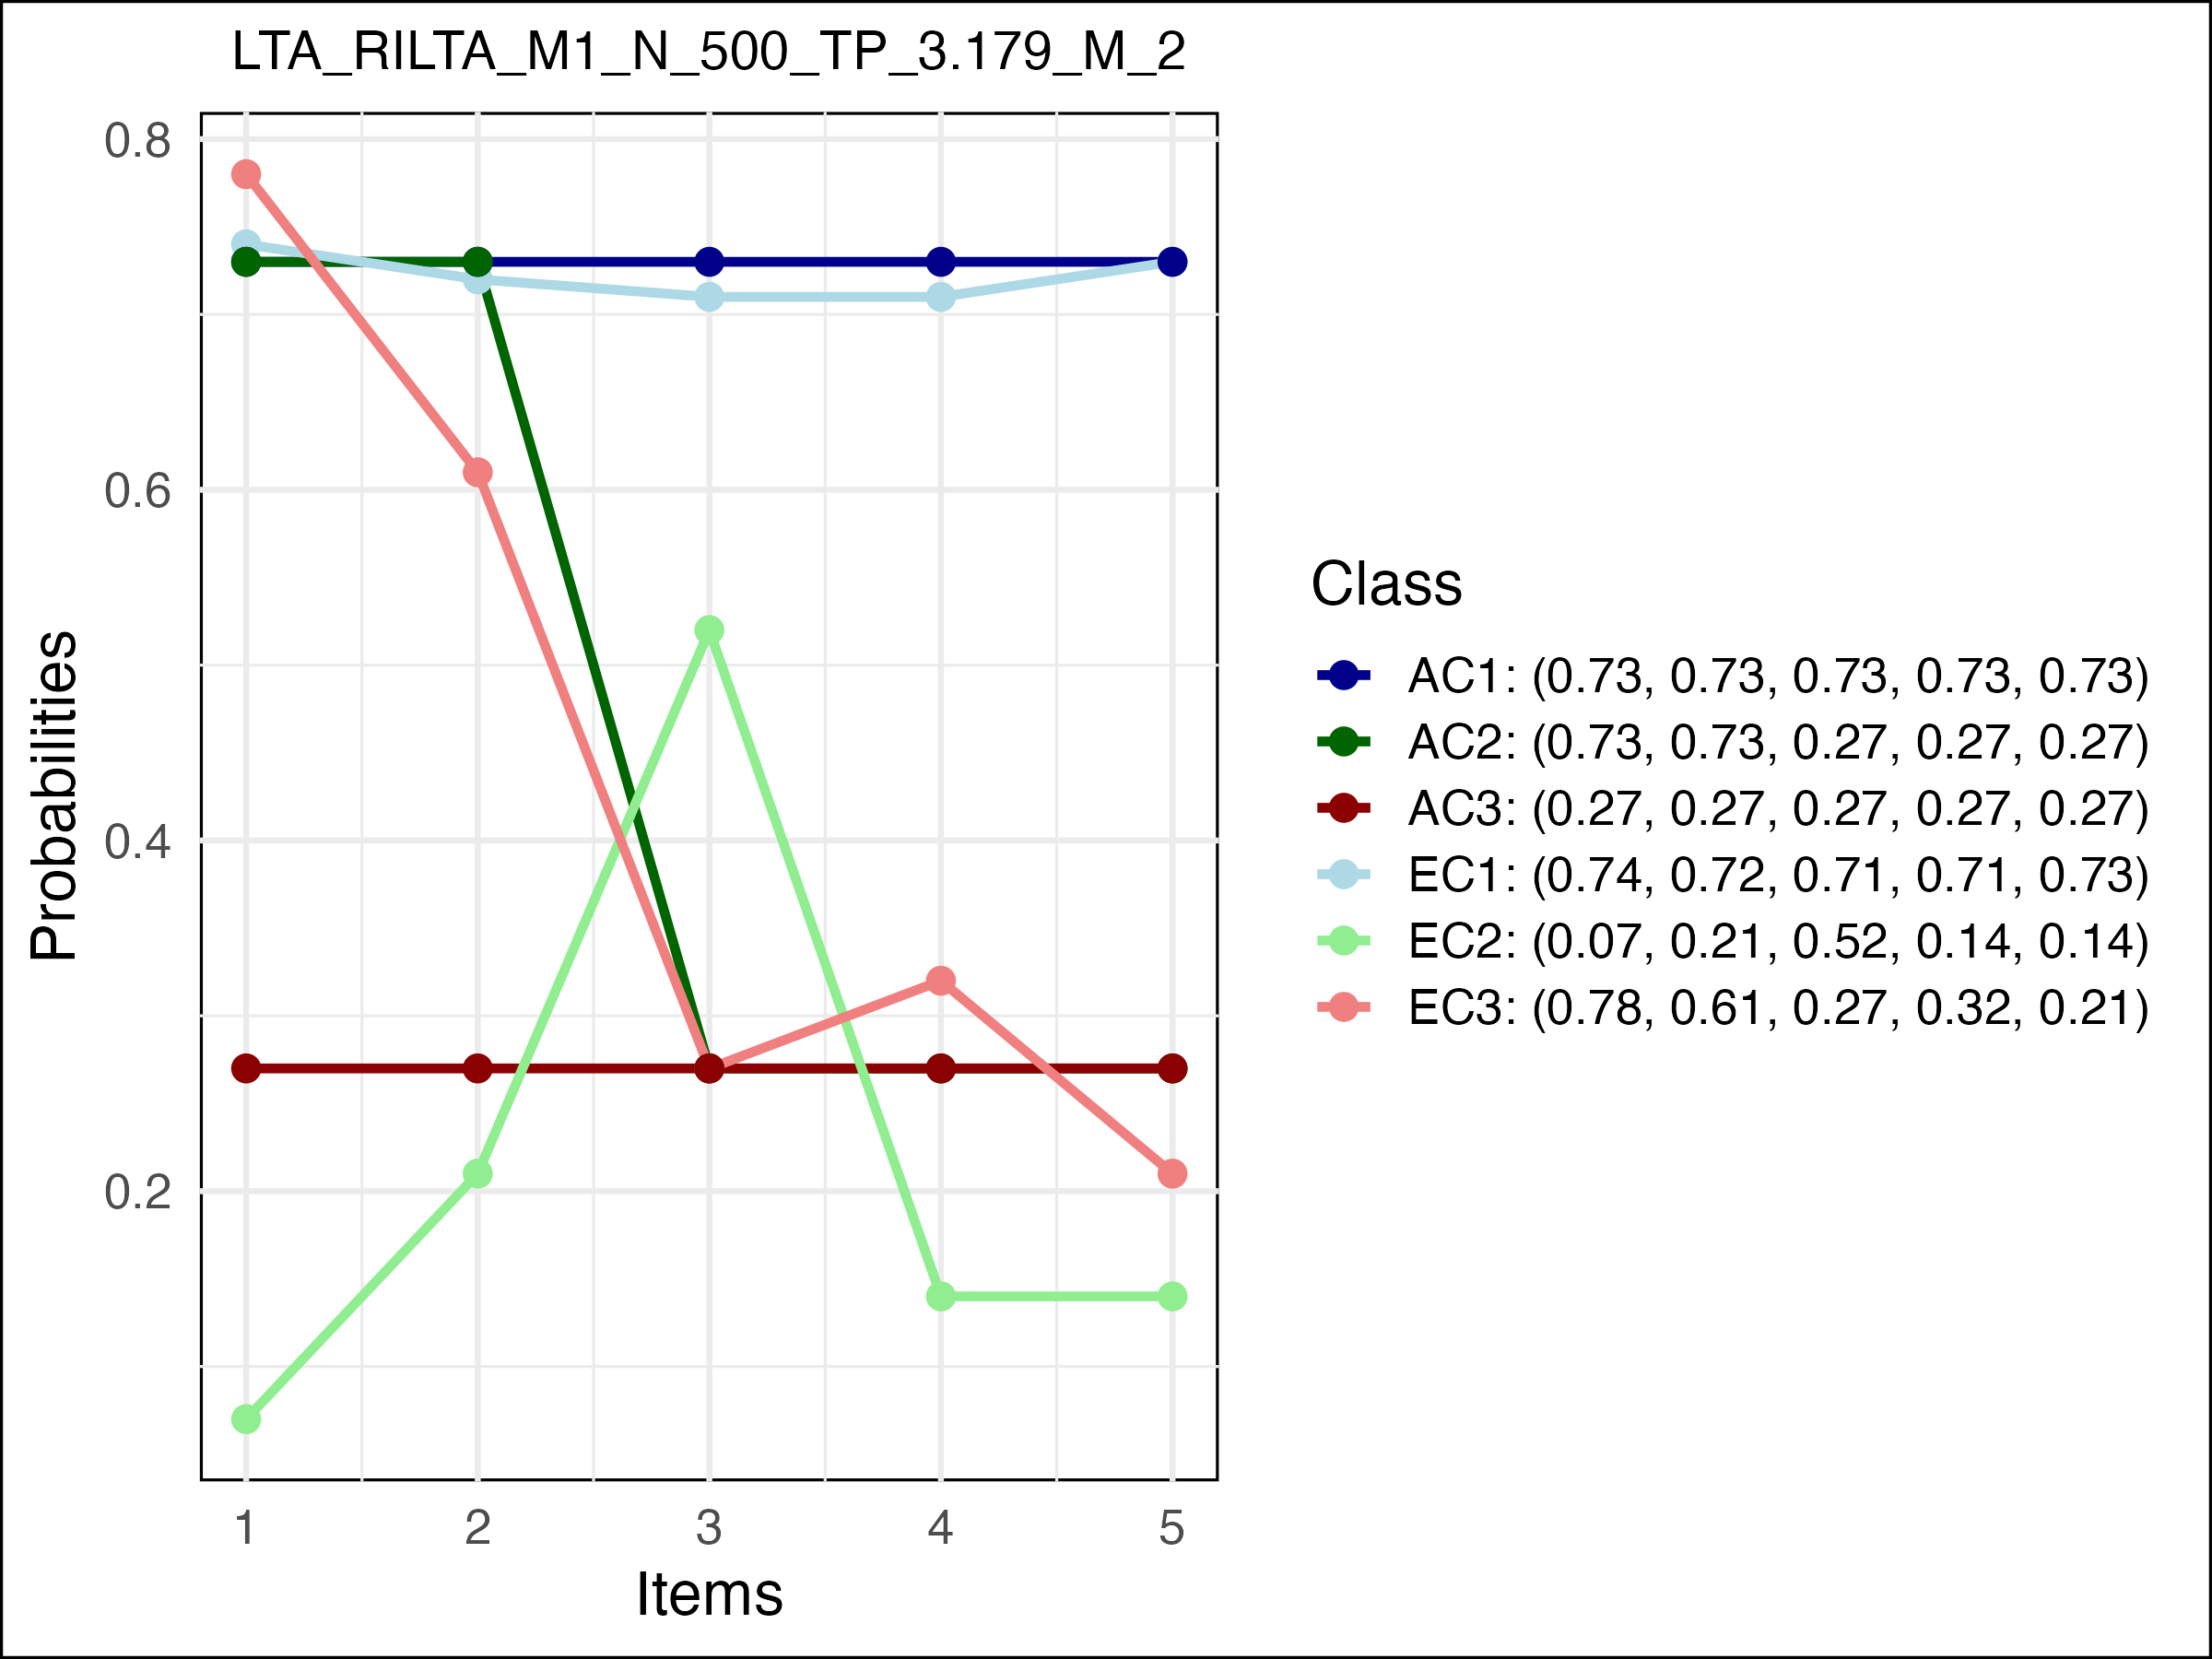 LTA_RILTA_M1_N_500_TP_3.179_M_2
0.8
0.6
0.4
0.2
Probabilities
1 2 3 4 5
Items
Class
AC1: (0.73, 0.73, 0.73, 0.73, 0.73)
AC2: (0.73, 0.73, 0.27, 0.27, 0.27)
AC3: (0.27, 0.27, 0.27, 0.27, 0.27)
EC1: (0.74, 0.72, 0.71, 0.71, 0.73)
EC2: (0.07, 0.21, 0.52, 0.14, 0.14)
EC3: (0.78, 0.61, 0.27, 0.32, 0.21)